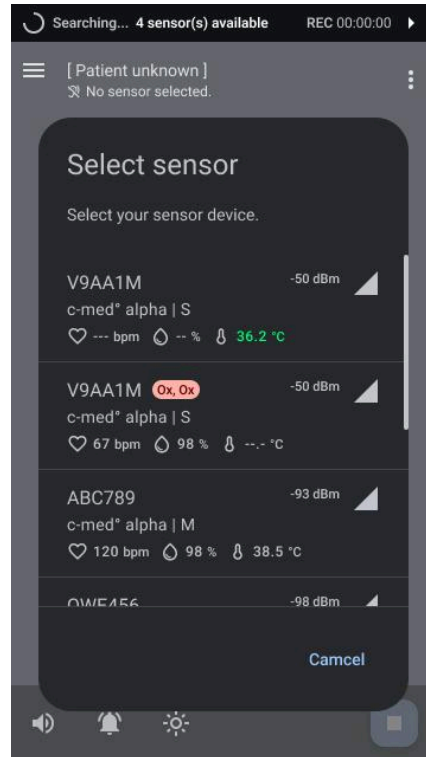 Searching... 4 sensor(s) available REC 00:00:00
[ Patient unknown ]
No sensor selected.
Select sensor
Select your sensor device.
V9AA1M -50 dBm
c-med° alpha | S
--- bpm -- % 36.2 °C
V9AA1M Ox, Ox -50 dBm
c-med° alpha | S
67 bpm 98 % --.- °C
ABC789 -93 dBm
c-med° alpha | M
120 bpm 98 % 38.5 °C
QWE456 -98 dBm
Camcel